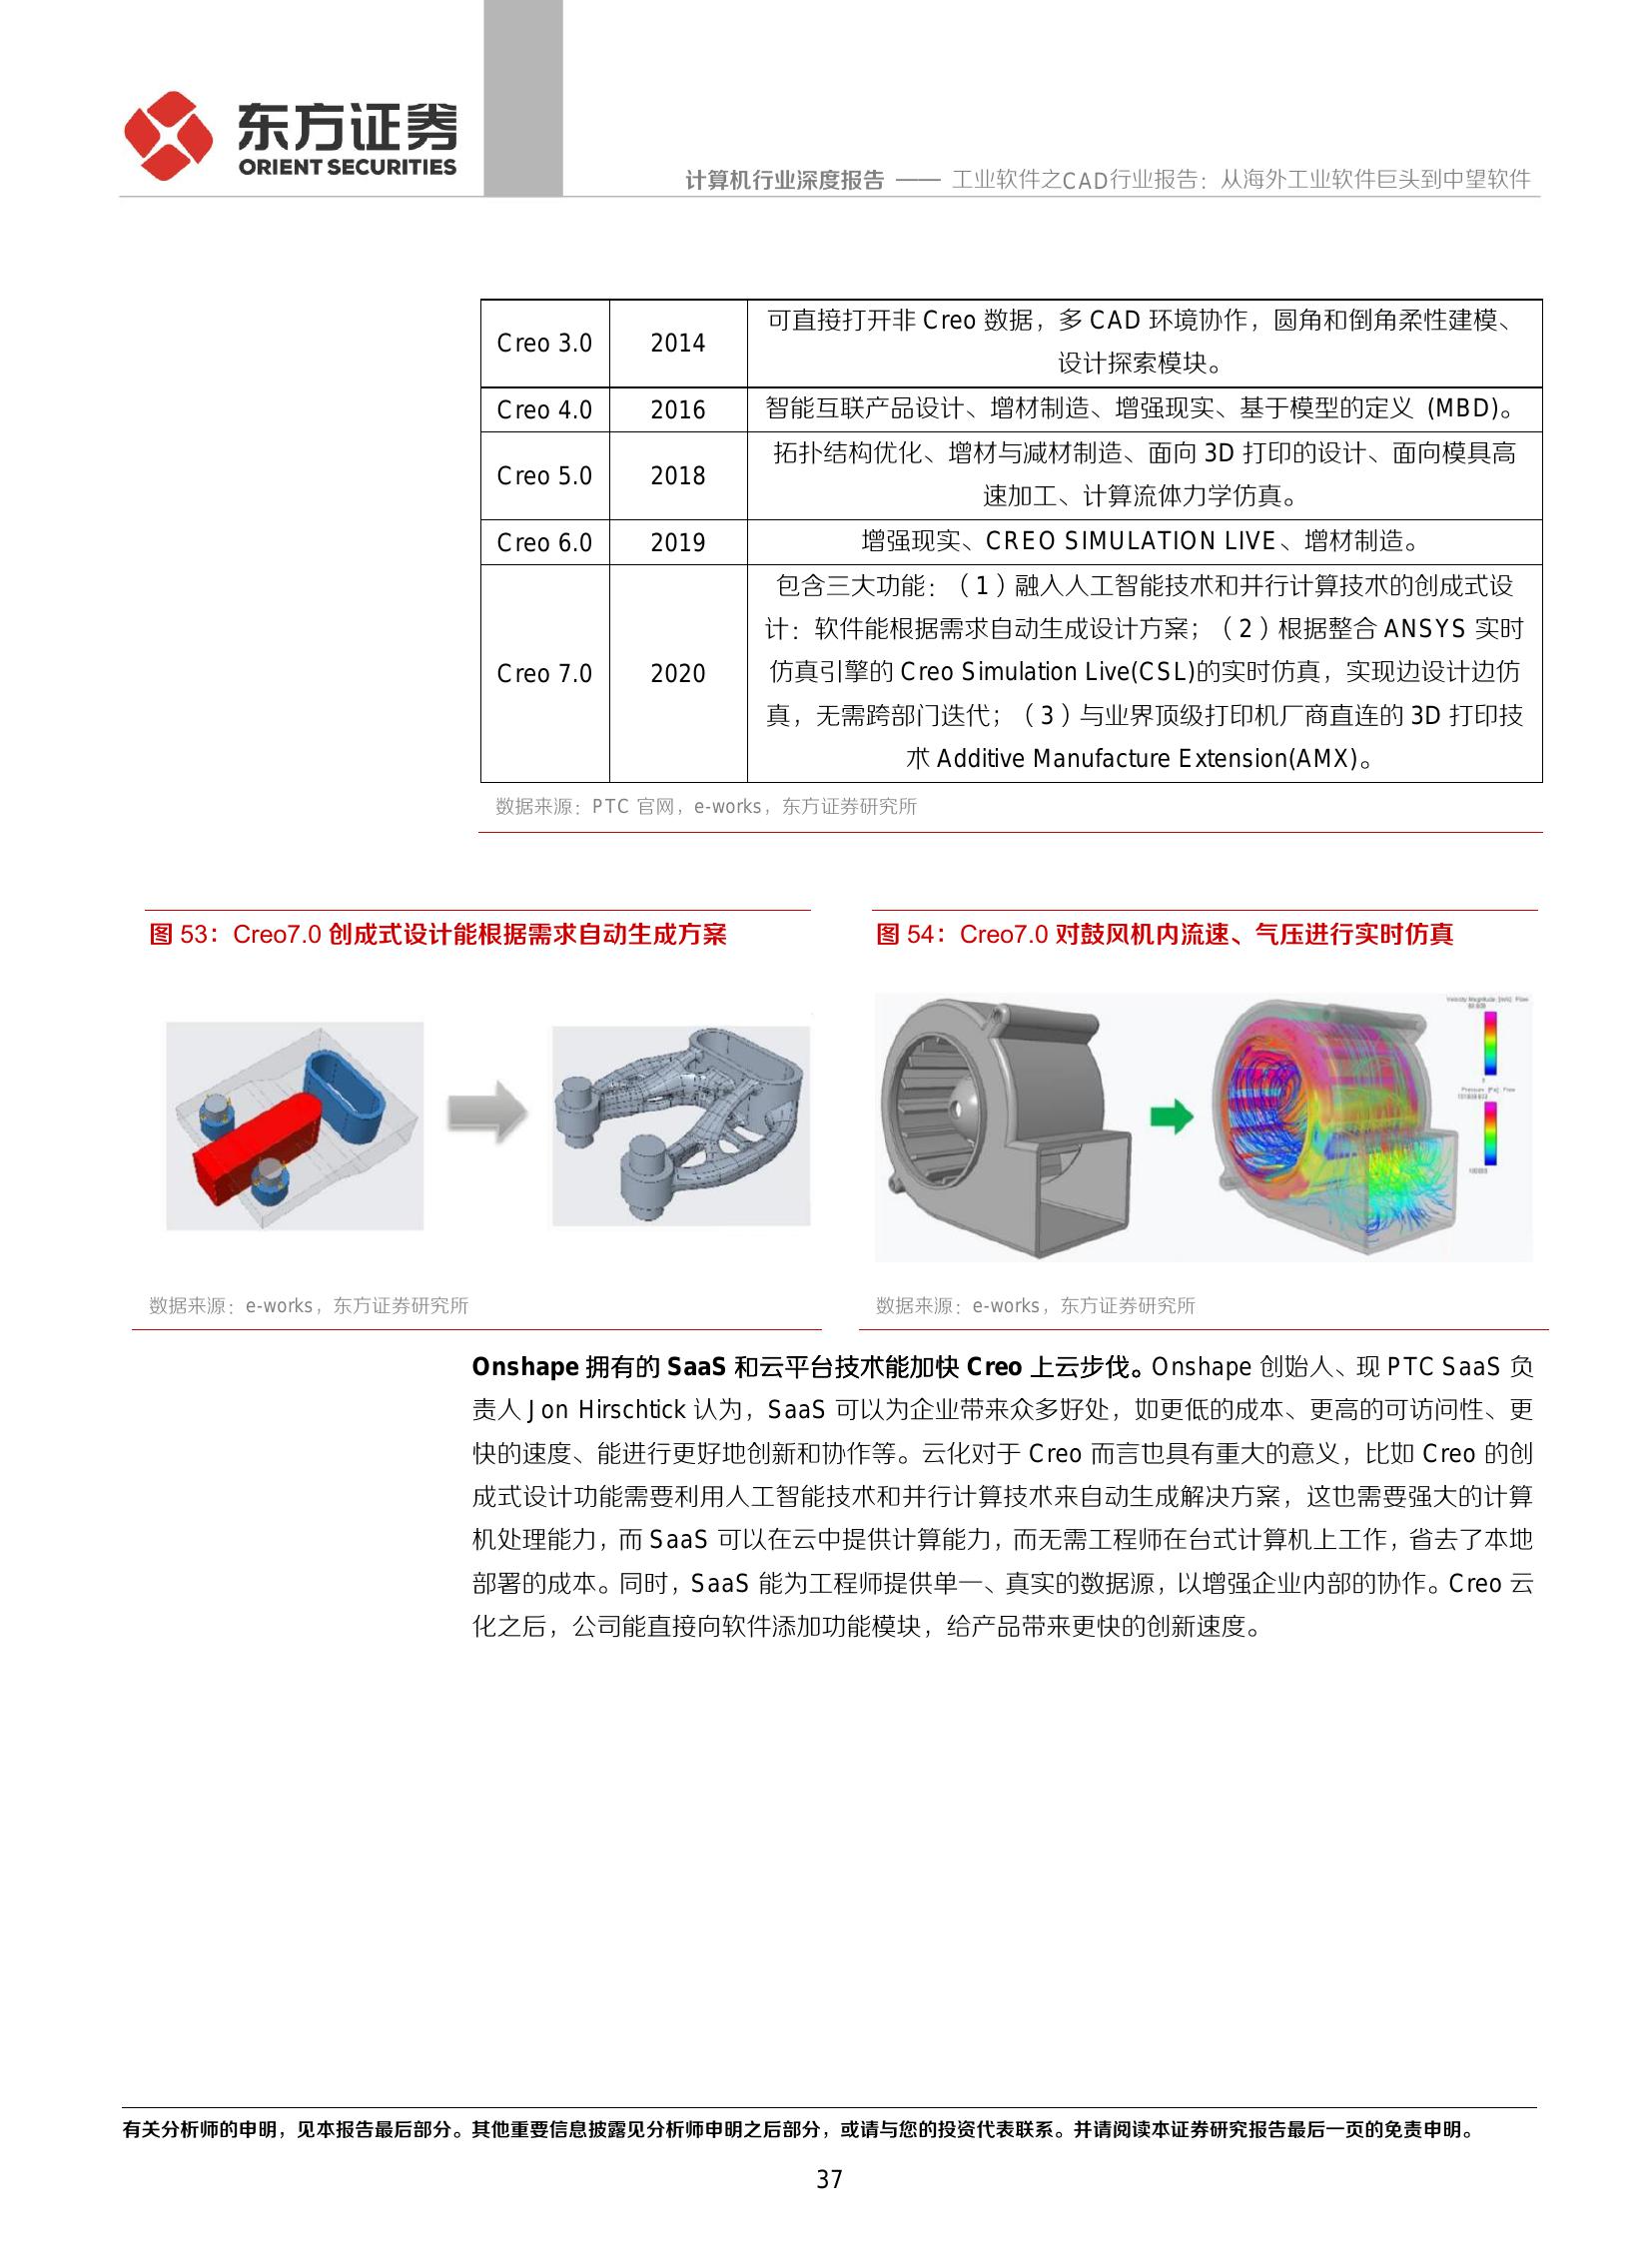 东方证券
ORIENT SECURITIES
计算机行业深度报告 —— 工业软件之CAD行业报告：从海外工业软件巨头到中望软件
Creo 3.0 2014 可直接打开非 Creo 数据，多 CAD 环境协作，圆角和倒角柔性建模、
设计探索模块。
Creo 4.0 2016 智能互联产品设计、增材制造、增强现实、基于模型的定义 (MBD)。
Creo 5.0 2018 拓扑结构优化、增材与减材制造、面向 3D 打印的设计、面向模具高
速加工、计算流体力学仿真。
Creo 6.0 2019 增强现实、CREO SIMULATION LIVE、增材制造。
Creo 7.0 2020 包含三大功能：（1）融入人工智能技术和并行计算技术的创成式设
计：软件能根据需求自动生成设计方案；（2）根据整合 ANSYS 实时
仿真引擎的 Creo Simulation Live(CSL)的实时仿真，实现边设计边仿
真，无需跨部门迭代；（3）与业界顶级打印机厂商直连的 3D 打印技
术 Additive Manufacture Extension(AMX)。
数据来源：PTC 官网，e-works，东方证券研究所
图 53：Creo7.0 创成式设计能根据需求自动生成方案
图 54：Creo7.0 对鼓风机内流速、气压进行实时仿真
数据来源：e-works，东方证券研究所
数据来源：e-works，东方证券研究所
Onshape 拥有的 SaaS 和云平台技术能加快 Creo 上云步伐。Onshape 创始人、现 PTC SaaS 负
责人 Jon Hirschtick 认为，SaaS 可以为企业带来众多好处，如更低的成本、更高的可访问性、更
快的速度、能进行更好地创新和协作等。云化对于 Creo 而言也具有重大的意义，比如 Creo 的创
成式设计功能需要利用人工智能技术和并行计算技术来自动生成解决方案，这也需要强大的计算
机处理能力，而 SaaS 可以在云中提供计算能力，而无需工程师在台式计算机上工作，省去了本地
部署的成本。同时，SaaS 能为工程师提供单一、真实的数据源，以增强企业内部的协作。Creo 云
化之后，公司能直接向软件添加功能模块，给产品带来更快的创新速度。
有关分析师的申明，见本报告最后部分。其他重要信息披露见分析师申明之后部分，或请与您的投资代表联系。并请阅读本证券研究报告最后一页的免责申明。
37